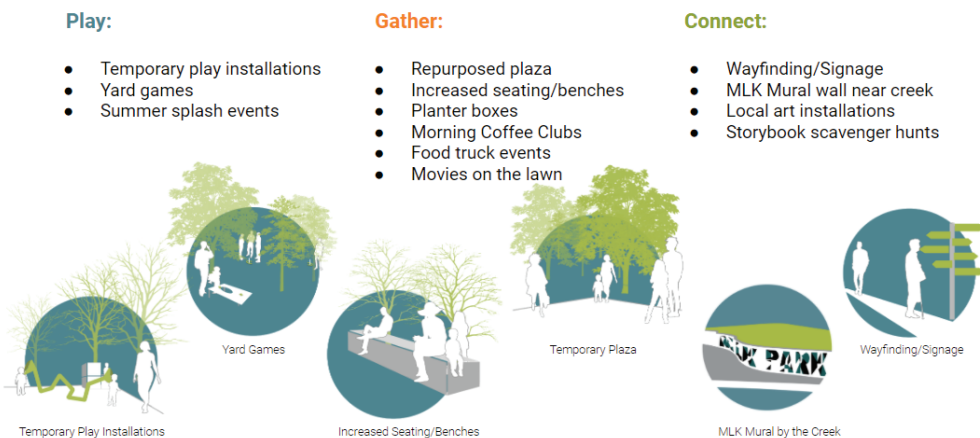 Play:
● Temporary play installations
● Yard games
● Summer splash events
Gather:
● Repurposed plaza
● Increased seating/benches
● Planter boxes
● Morning Coffee Clubs
● Food truck events
● Movies on the lawn
Connect:
● Wayfinding/Signage
● MLK Mural wall near creek
● Local art installations
● Storybook scavenger hunts
Temporary Play Installations
Yard Games
Increased Seating/Benches
Temporary Plaza
MLK PARK
MLK Mural by the Creek
Wayfinding/Signage